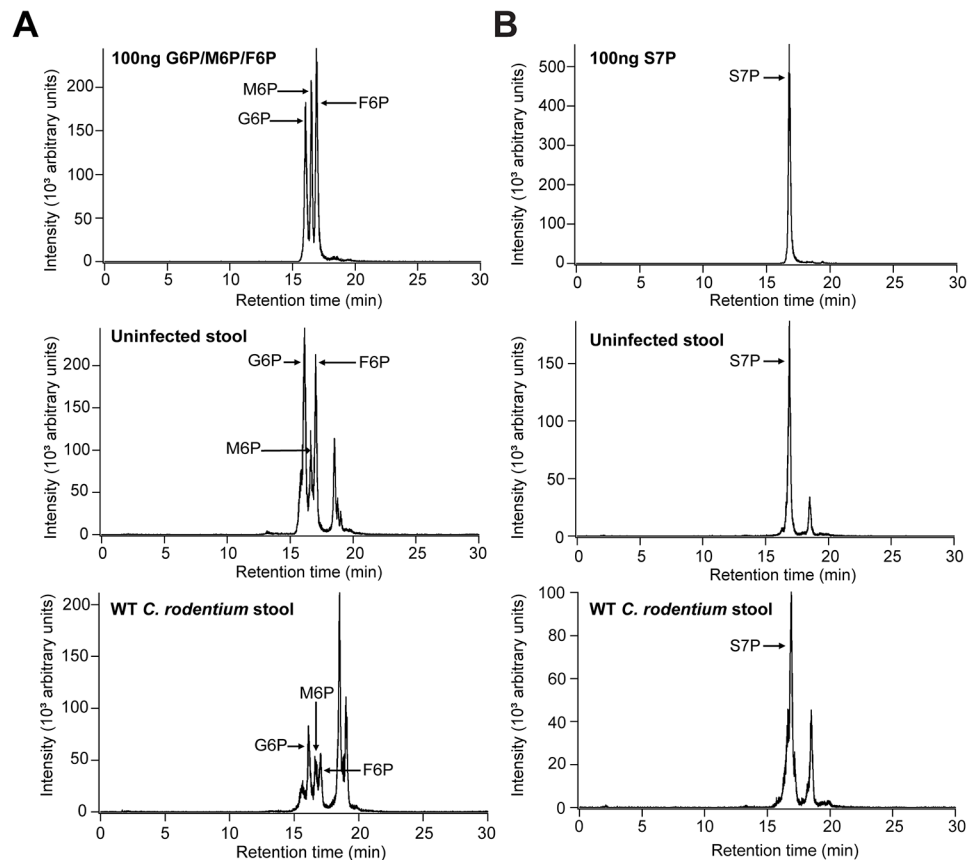 A
100ng G6P/M6P/F6P
M6P
F6P
G6P
200
150
100
50
0
0 5 10 15 20 25 30
Intensity (10³ arbitrary units)
Retention time (min)
B
100ng S7P
S7P
500
400
300
200
100
0
0 5 10 15 20 25 30
Intensity (10³ arbitrary units)
Retention time (min)
Uninfected stool
G6P
F6P
M6P
200
150
100
50
0
0 5 10 15 20 25 30
Intensity (10³ arbitrary units)
Retention time (min)
Uninfected stool
S7P
150
100
50
0
0 5 10 15 20 25 30
Intensity (10³ arbitrary units)
Retention time (min)
WT C. rodentium stool
M6P
G6P
F6P
200
150
100
50
0
0 5 10 15 20 25 30
Intensity (10³ arbitrary units)
Retention time (min)
WT C. rodentium stool
S7P
100
80
60
40
20
0
0 5 10 15 20 25 30
Intensity (10³ arbitrary units)
Retention time (min)